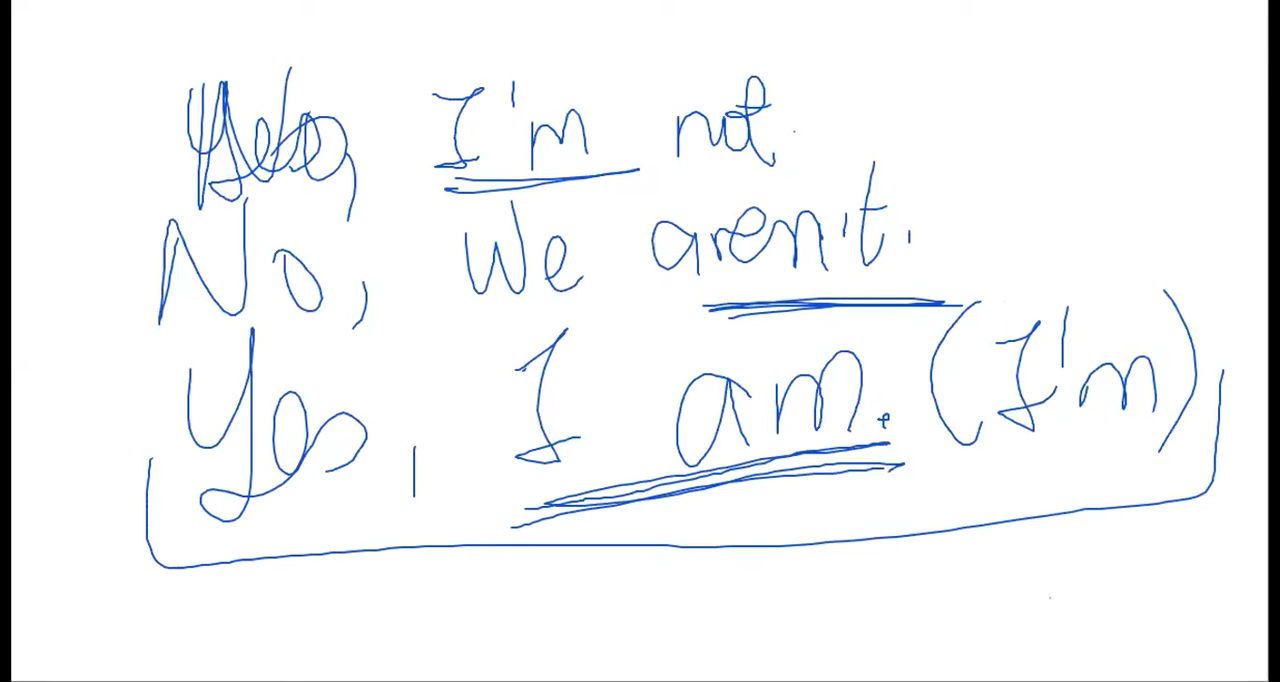 I'm not.
No, We aren't.
Yes, I am. (I'm)